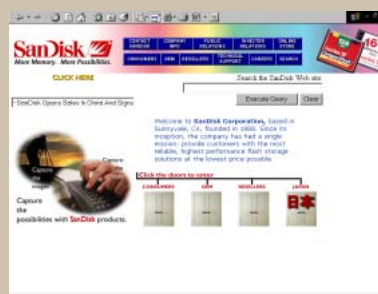 SanDisk
More Memory. More Possibilities.
CONTACT SANDISK
COMPANY INFO
PUBLIC RELATIONS
INVESTOR RELATIONS
ONLINE STORE
CONSUMERS
OEM
RESELLERS
TECHNICAL SUPPORT
CAREERS
SEARCH
CLICK HERE
Search the SanDisk Web site
Execute Query
Clear
SanDisk Opens Sales In China And Signs
Welcome to SanDisk Corporation, based in
Sunnyvale, CA, founded in 1988. Since its
inception, the company has had a single
mission: provide customers with the most
reliable, highest performance flash storage
solutions at the lowest price possible.
Capture
the
images
Capture
the
Capture
the
possibilities with SanDisk products.
Click the doors to enter
CONSUMERS
OEM
RESELLERS
JAPAN
日本